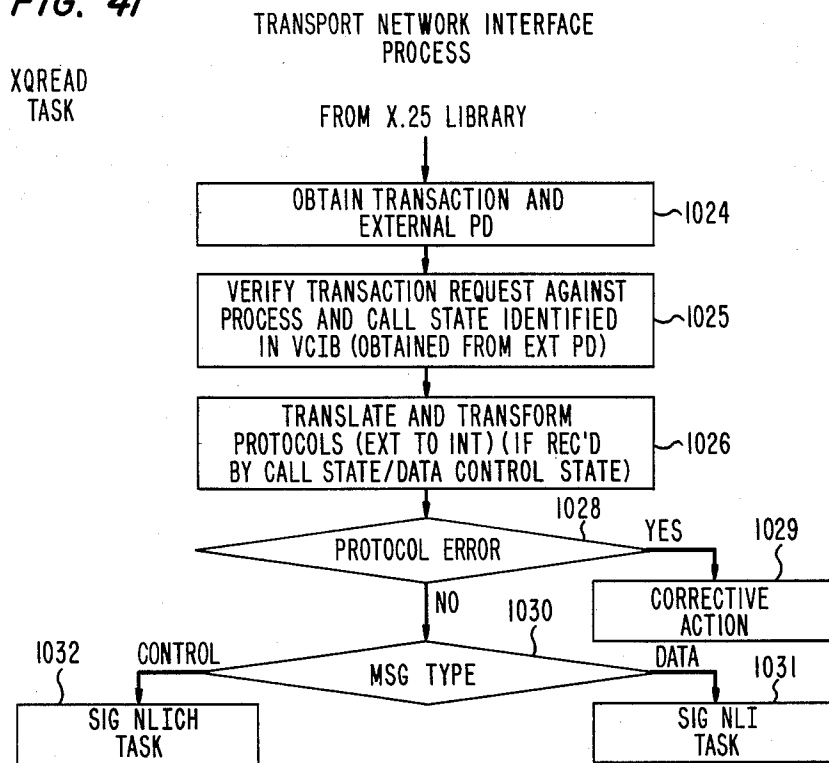 FIG. 41
TRANSPORT NETWORK INTERFACE
PROCESS
XQREAD
TASK
FROM X.25 LIBRARY
OBTAIN TRANSACTION AND
EXTERNAL PD
1024
VERIFY TRANSACTION REQUEST AGAINST
PROCESS AND CALL STATE IDENTIFIED
IN VCIB (OBTAINED FROM EXT PD)
1025
TRANSLATE AND TRANSFORM
PROTOCOLS (EXT TO INT) (IF REC'D
BY CALL STATE/DATA CONTROL STATE)
1026
1028
PROTOCOL ERROR
YES
1029
CORRECTIVE
ACTION
NO
1030
MSG TYPE
CONTROL
1032
SIG NLICH
TASK
DATA
1031
SIG NLI
TASK